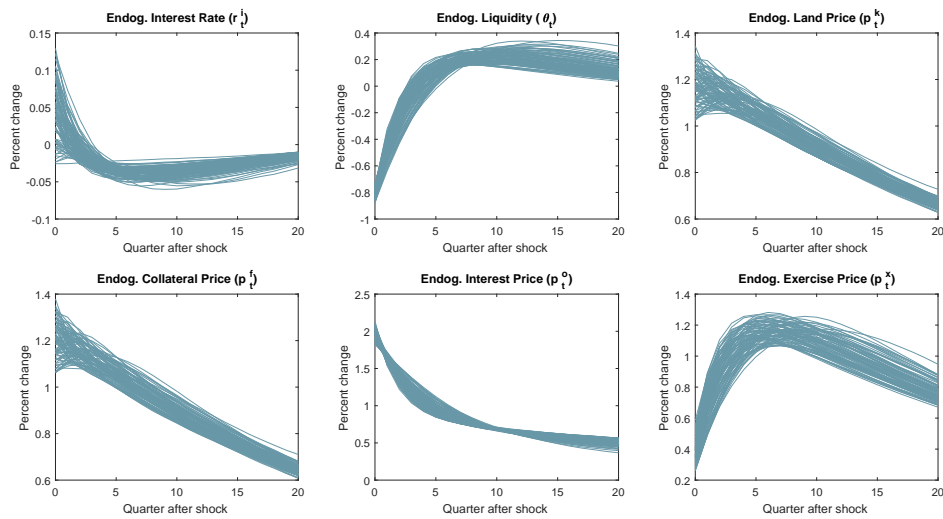 Endog. Interest Rate (r_t^i)
Endog. Liquidity (θ_t)
Endog. Land Price (p_t^k)
0.15
0.1
0.05
0
-0.05
-0.1
Percent change
0 5 10 15 20
Quarter after shock
0.4
0.2
0
-0.2
-0.4
-0.6
-0.8
-1
Percent change
0 5 10 15 20
Quarter after shock
1.4
1.2
1
0.8
0.6
Percent change
0 5 10 15 20
Quarter after shock
Endog. Collateral Price (p_t^f)
Endog. Interest Price (p_t^o)
Endog. Exercise Price (p_t^x)
1.4
1.2
1
0.8
0.6
Percent change
0 5 10 15 20
Quarter after shock
2.5
2
1.5
1
0.5
0
Percent change
0 5 10 15 20
Quarter after shock
1.4
1.2
1
0.8
0.6
0.4
0.2
Percent change
0 5 10 15 20
Quarter after shock